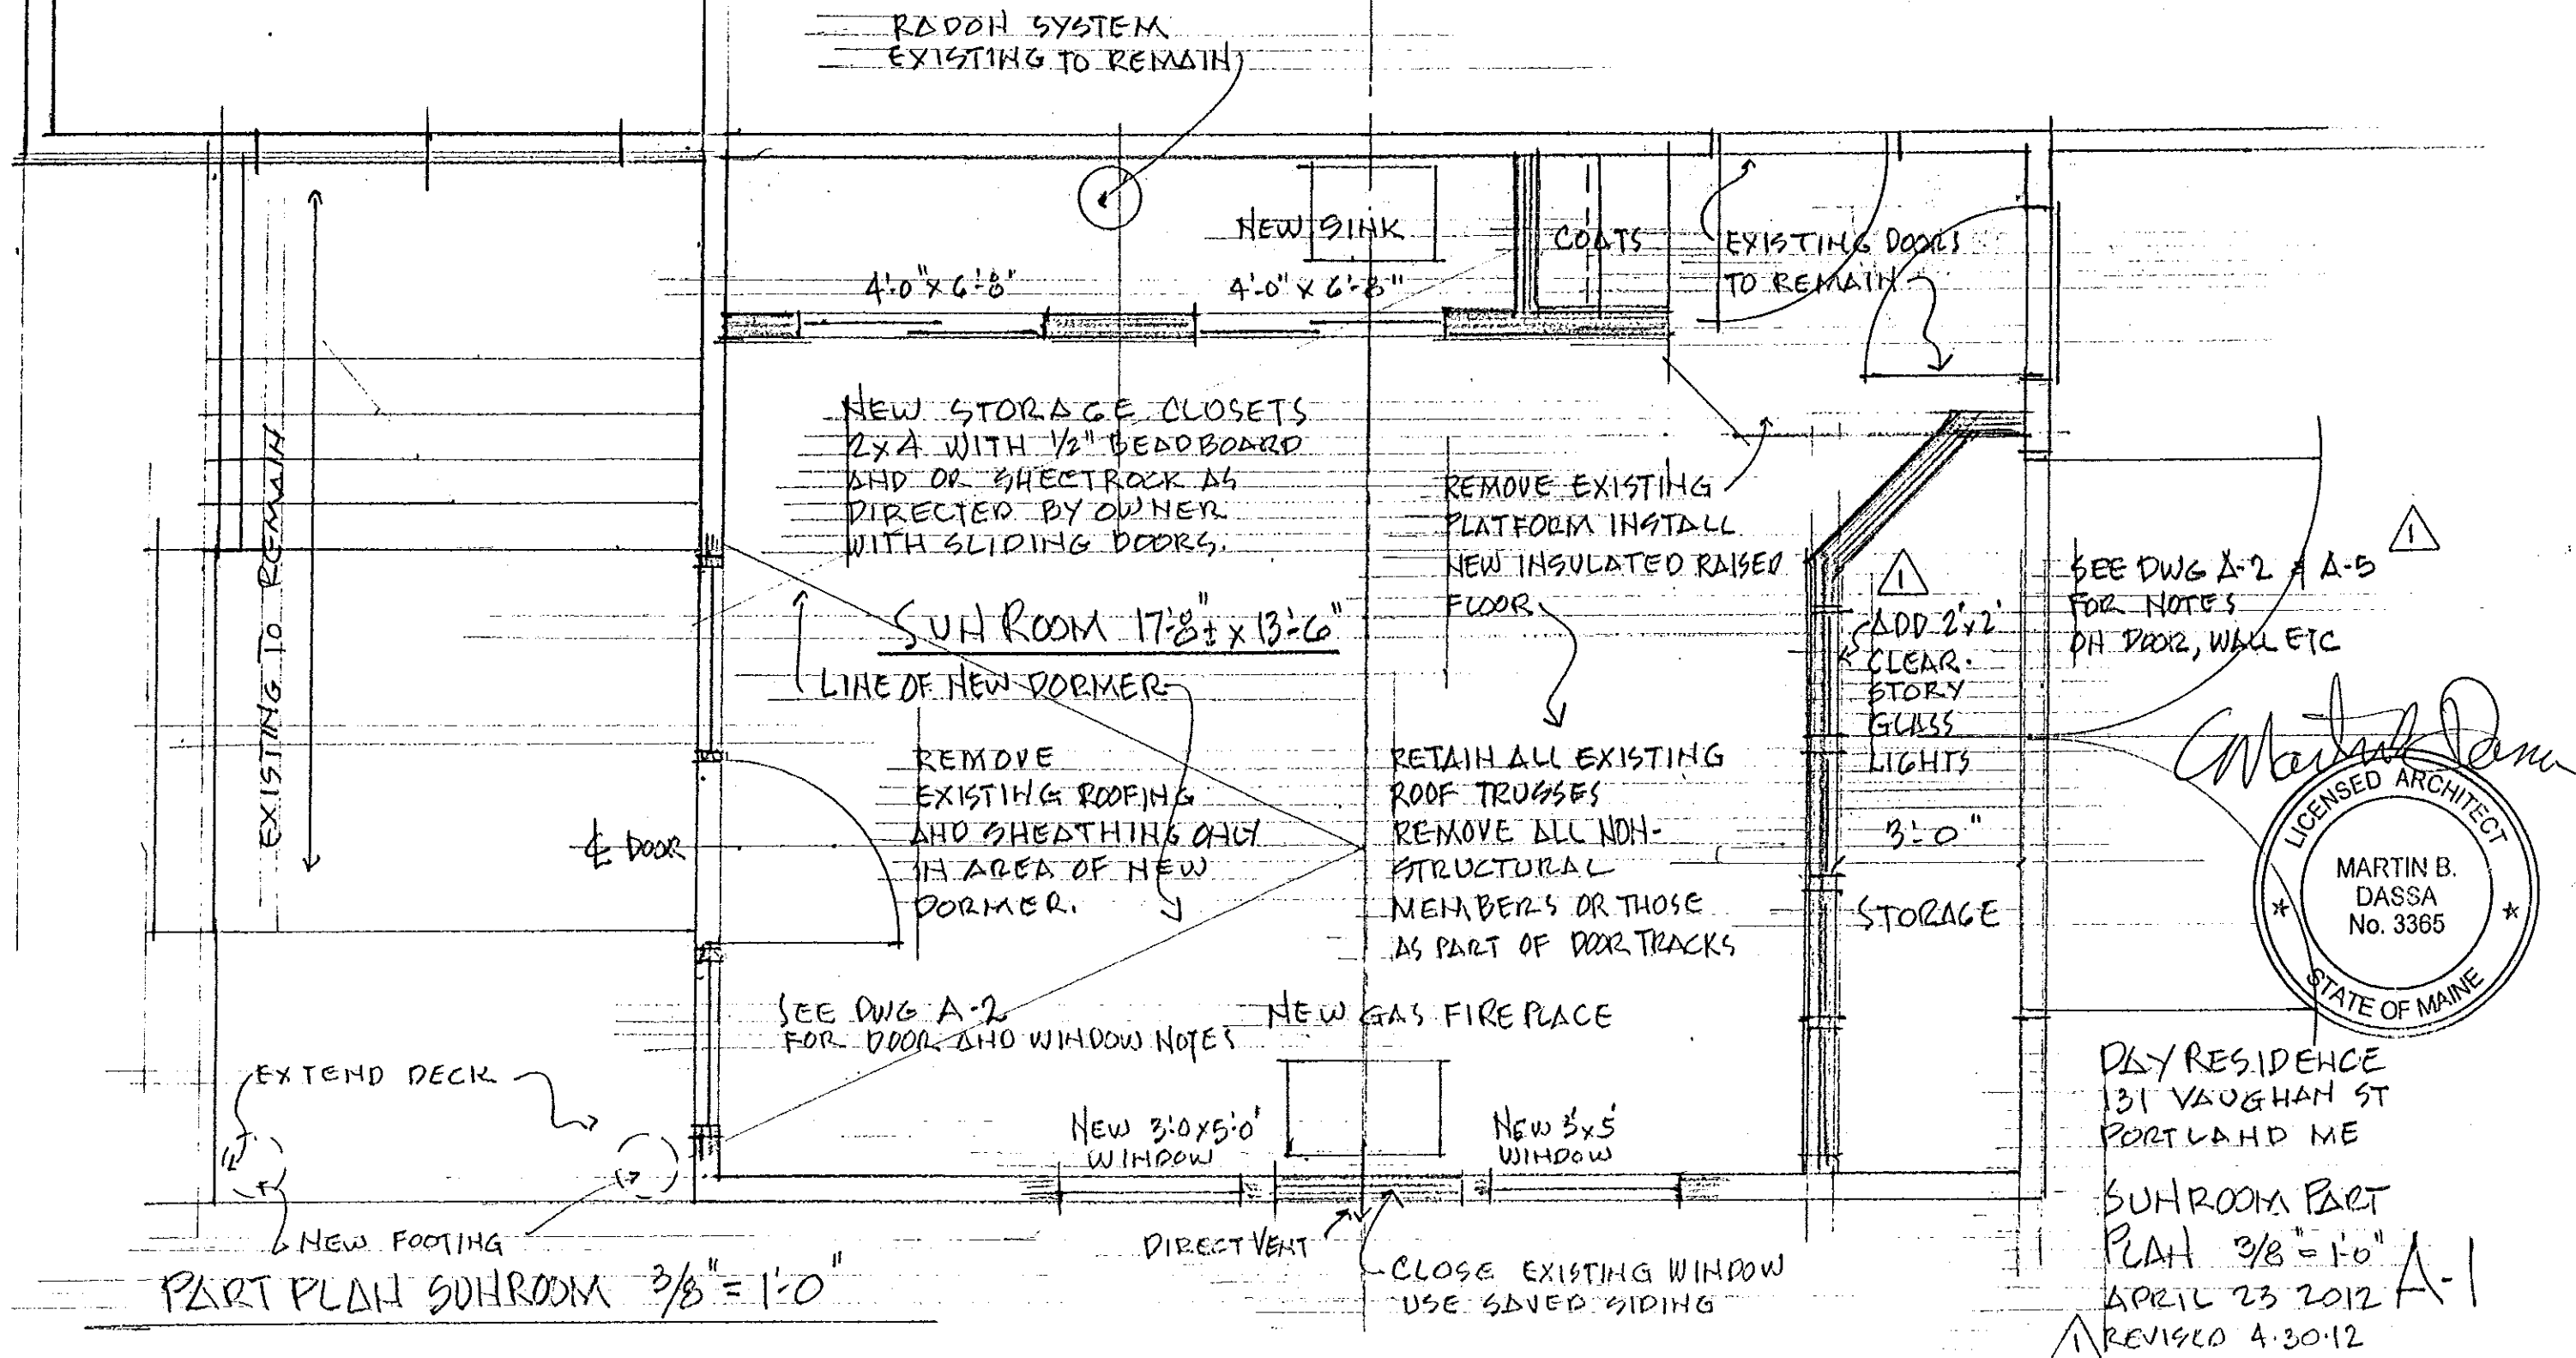 RADON SYSTEM
EXISTING TO REMAIN
NEW SINK
COATS
EXISTING DOORS
TO REMAIN
4'-0" x 6'-8"
4'-0" x 6'-8"
EXISTING TO REMAIN
NEW STORAGE CLOSETS
2x4 WITH 1/2" BEADBOARD
AND OR SHEETROCK AS
DIRECTED BY OWNER
WITH SLIDING DOORS.
REMOVE EXISTING
PLATFORM INSTALL
NEW INSULATED RAISED
FLOOR
SUN ROOM 17'-8"± x 13'-6"
LINE OF NEW DORMER
1
ADD 2'x2'
CLEAR.
STORY
GLASS
LIGHTS
3'-0"
STORAGE
1
SEE DWG A-2 & A-5
FOR NOTES
ON DOOR, WALL ETC
REMOVE
EXISTING ROOFING
AND SHEATHING ONLY
IN AREA OF NEW
DORMER.
RETAIN ALL EXISTING
ROOF TRUSSES
REMOVE ALL NON-
STRUCTURAL
MEMBERS OR THOSE
AS PART OF DOOR TRACKS
℄ DOOR
SEE DWG A-2
FOR DOOR AND WINDOW NOTES
NEW GAS FIREPLACE
EXTEND DECK
NEW 3'-0x5'-0'
WINDOW
NEW 3'x5'
WINDOW
NEW FOOTING
DIRECT VENT
CLOSE EXISTING WINDOW
USE SAVED SIDING
PART PLAN SUNROOM 3/8" = 1'-0"
Martin B Dassa
LICENSED ARCHITECT
MARTIN B.
DASSA
No. 3365
STATE OF MAINE
DAY RESIDENCE
131 VAUGHAN ST
PORTLAND ME
SUNROOM PART
PLAN 3/8" = 1'-0"
APRIL 23 2012
A-1
1 REVISED 4.30.12